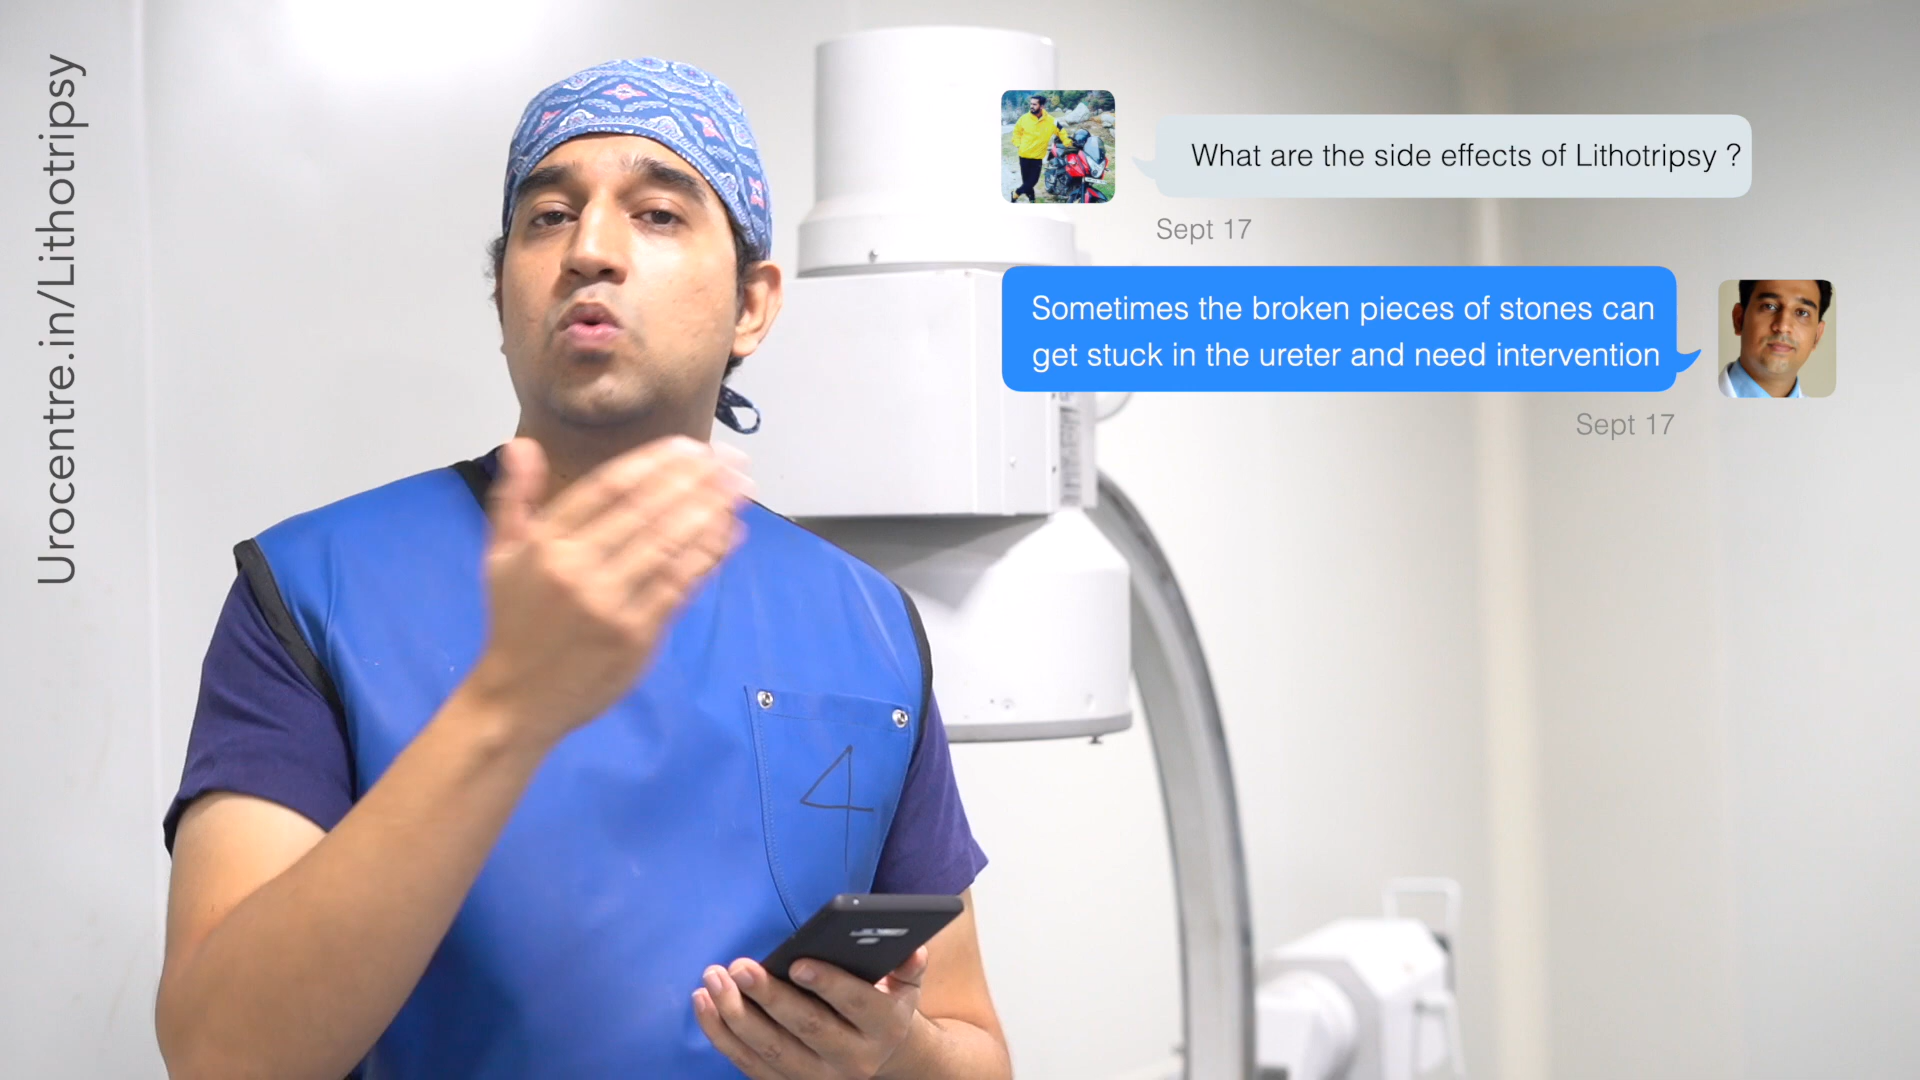 Urocentre.in/Lithotripsy
What are the side effects of Lithotripsy ?
Sept 17
Sometimes the broken pieces of stones can
get stuck in the ureter and need intervention
Sept 17
4